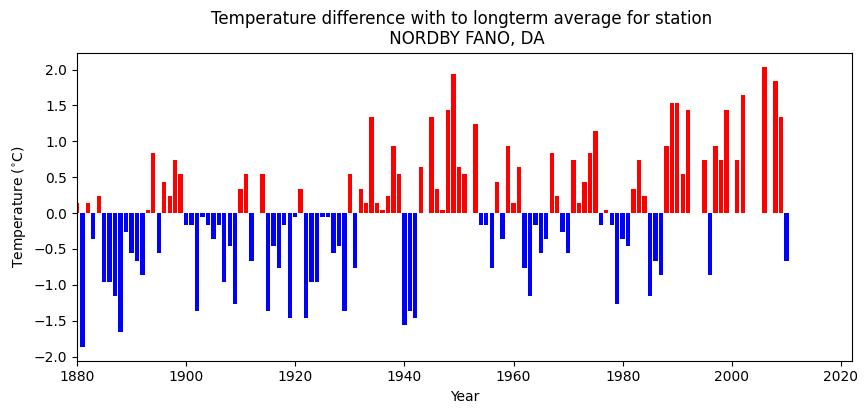 Temperature difference with to longterm average for station
NORDBY FANO, DA
2.0
1.5
1.0
0.5
0.0
−0.5
−1.0
−1.5
−2.0
Temperature (°C)
1880 1900 1920 1940 1960 1980 2000 2020
Year